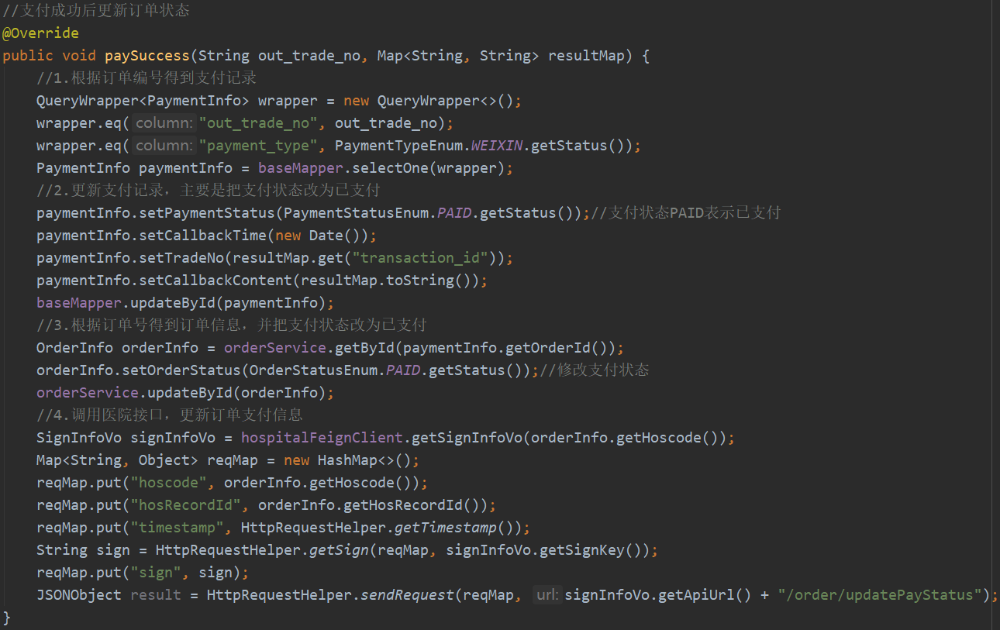 //支付成功后更新订单状态
@Override
public void paySuccess(String out_trade_no, Map<String, String> resultMap) {
    //1.根据订单编号得到支付记录
    QueryWrapper<PaymentInfo> wrapper = new QueryWrapper<>();
    wrapper.eq( column: "out_trade_no", out_trade_no);
    wrapper.eq( column: "payment_type", PaymentTypeEnum.WEIXIN.getStatus());
    PaymentInfo paymentInfo = baseMapper.selectOne(wrapper);
    //2.更新支付记录，主要是把支付状态改为已支付
    paymentInfo.setPaymentStatus(PaymentStatusEnum.PAID.getStatus());//支付状态PAID表示已支付
    paymentInfo.setCallbackTime(new Date());
    paymentInfo.setTradeNo(resultMap.get("transaction_id"));
    paymentInfo.setCallbackContent(resultMap.toString());
    baseMapper.updateById(paymentInfo);
    //3.根据订单号得到订单信息，并把支付状态改为已支付
    OrderInfo orderInfo = orderService.getById(paymentInfo.getOrderId());
    orderInfo.setOrderStatus(OrderStatusEnum.PAID.getStatus());//修改支付状态
    orderService.updateById(orderInfo);
    //4.调用医院接口，更新订单支付信息
    SignInfoVo signInfoVo = hospitalFeignClient.getSignInfoVo(orderInfo.getHoscode());
    Map<String, Object> reqMap = new HashMap<>();
    reqMap.put("hoscode", orderInfo.getHoscode());
    reqMap.put("hosRecordId", orderInfo.getHosRecordId());
    reqMap.put("timestamp", HttpRequestHelper.getTimestamp());
    String sign = HttpRequestHelper.getSign(reqMap, signInfoVo.getSignKey());
    reqMap.put("sign", sign);
    JSONObject result = HttpRequestHelper.sendRequest(reqMap, url: signInfoVo.getApiUrl() + "/order/updatePayStatus");
}